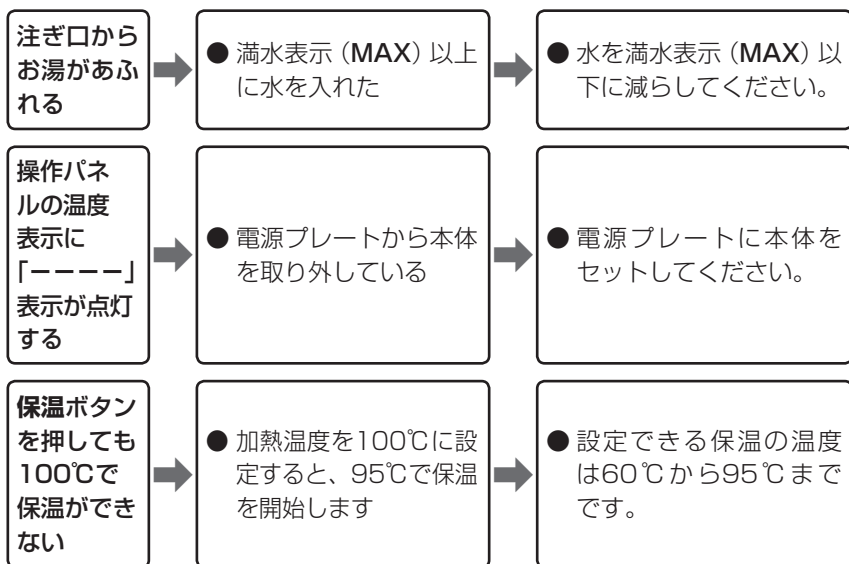 注ぎ口から
お湯があふ
れる
● 満水表示（MAX）以上
に水を入れた
● 水を満水表示（MAX）以
下に減らしてください。
操作パネ
ルの温度
表示に
「ーーーー」
表示が点灯
する
● 電源プレートから本体
を取り外している
● 電源プレートに本体を
セットしてください。
保温ボタン
を押しても
100℃で
保温ができ
ない
● 加熱温度を100℃に設
定すると、95℃で保温
を開始します
● 設定できる保温の温度
は60℃から95℃まで
です。